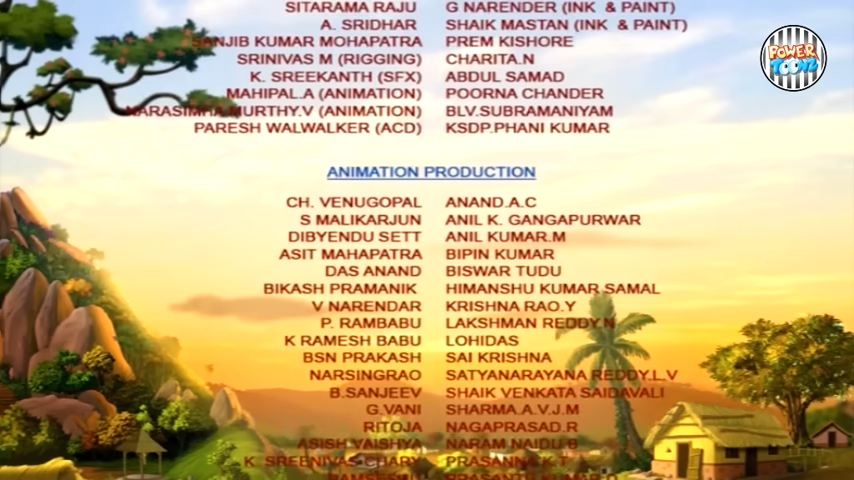 SITARAMA RAJU G NARENDER (INK & PAINT)
A. SRIDHAR SHAIK MASTAN (INK & PAINT)
SANJIB KUMAR MOHAPATRA PREM KISHORE
SRINIVAS M (RIGGING) CHARITA.N
K. SREEKANTH (SFX) ABDUL SAMAD
MAHIPAL.A (ANIMATION) POORNA CHANDER
NARASIMHA MURTHY.V (ANIMATION) BLV.SUBRAMANIYAM
PARESH WALWALKER (ACD) KSDP.PHANI KUMAR
ANIMATION PRODUCTION
CH. VENUGOPAL ANAND.A.C
S MALIKARJUN ANIL K. GANGAPURWAR
DIBYENDU SETT ANIL KUMAR.M
ASIT MAHAPATRA BIPIN KUMAR
DAS ANAND BISWAR TUDU
BIKASH PRAMANIK HIMANSHU KUMAR SAMAL
V NARENDAR KRISHNA RAO.Y
P. RAMBABU LAKSHMAN REDDY.N
K RAMESH BABU LOHIDAS
BSN PRAKASH SAI KRISHNA
NARSINGRAO SATYANARAYANA REDDY.L.V
B.SANJEEV SHAIK VENKATA SAIDAVALI
G.VANI SHARMA.A.V.J.M
RITOJA NAGAPRASAD.R
ASISH YAISHYA NARAM NAIDU.B
K. SREENIVAS CHARY PRASANNA.K.T
POWER
TOONZ